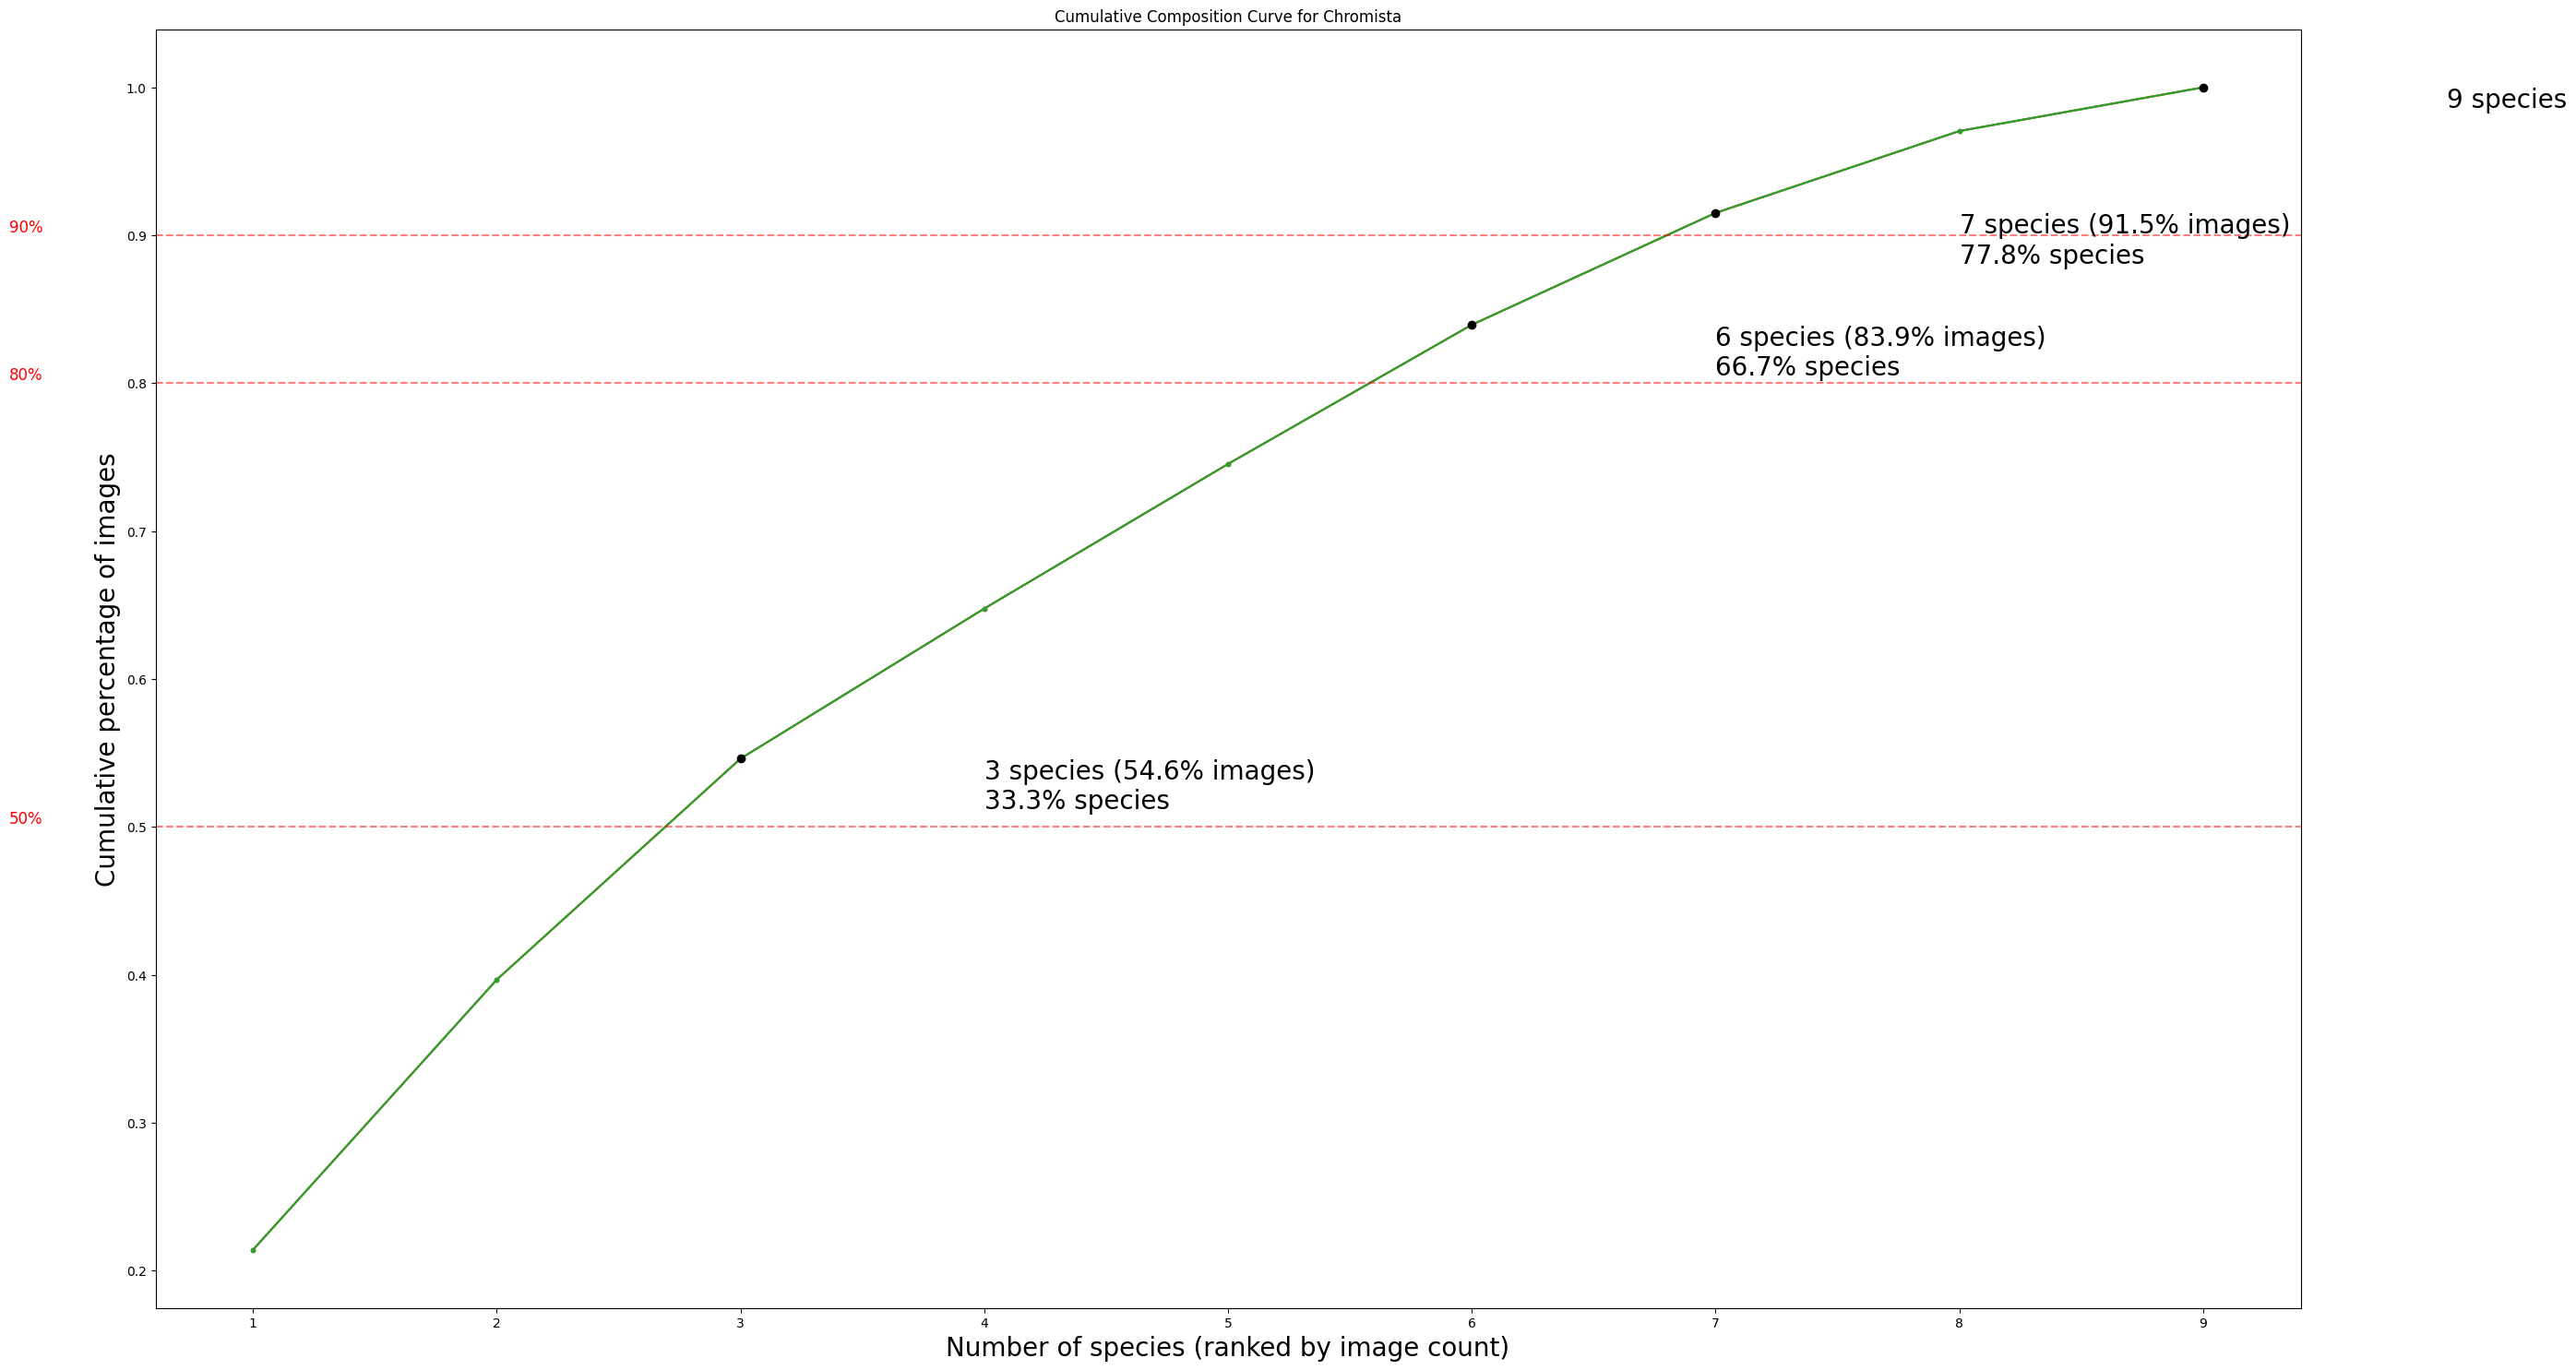 Cumulative Composition Curve for Chromista
1.0
9 species
90%
0.9
7 species (91.5% images)
77.8% species
80%
0.8
6 species (83.9% images)
66.7% species
0.7
0.6
3 species (54.6% images)
33.3% species
50%
0.5
0.4
0.3
0.2
Cumulative percentage of images
1 2 3 4 5 6 7 8 9
Number of species (ranked by image count)